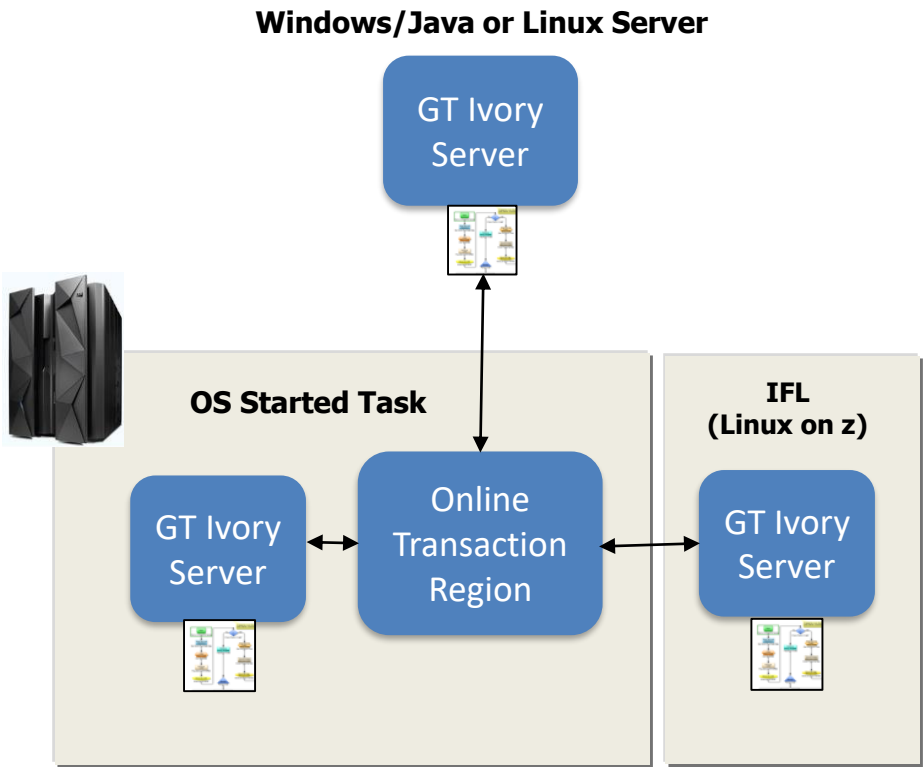 Windows/Java or Linux Server
GT Ivory
Server
OS Started Task
IFL
(Linux on z)
GT Ivory
Server
Online
Transaction
Region
GT Ivory
Server